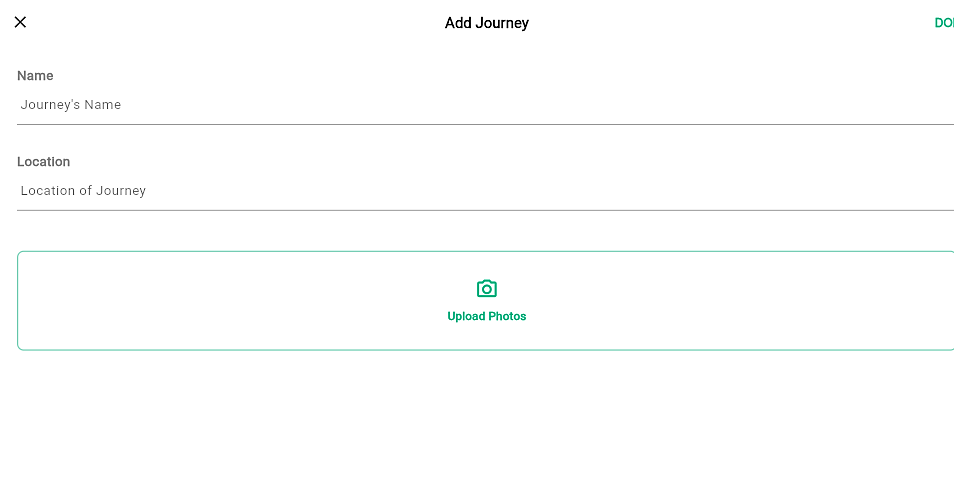 Add Journey
Name
Journey's Name
Location
Location of Journey
Upload Photos